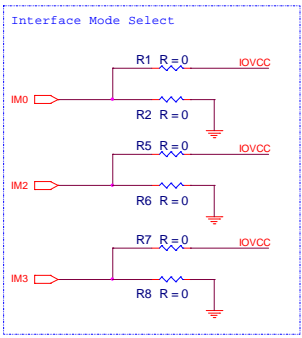 Interface Mode Select
R1 R = 0 IOVCC
IM0
R2 R = 0
R5 R = 0 IOVCC
IM2
R6 R = 0
R7 R = 0 IOVCC
IM3
R8 R = 0